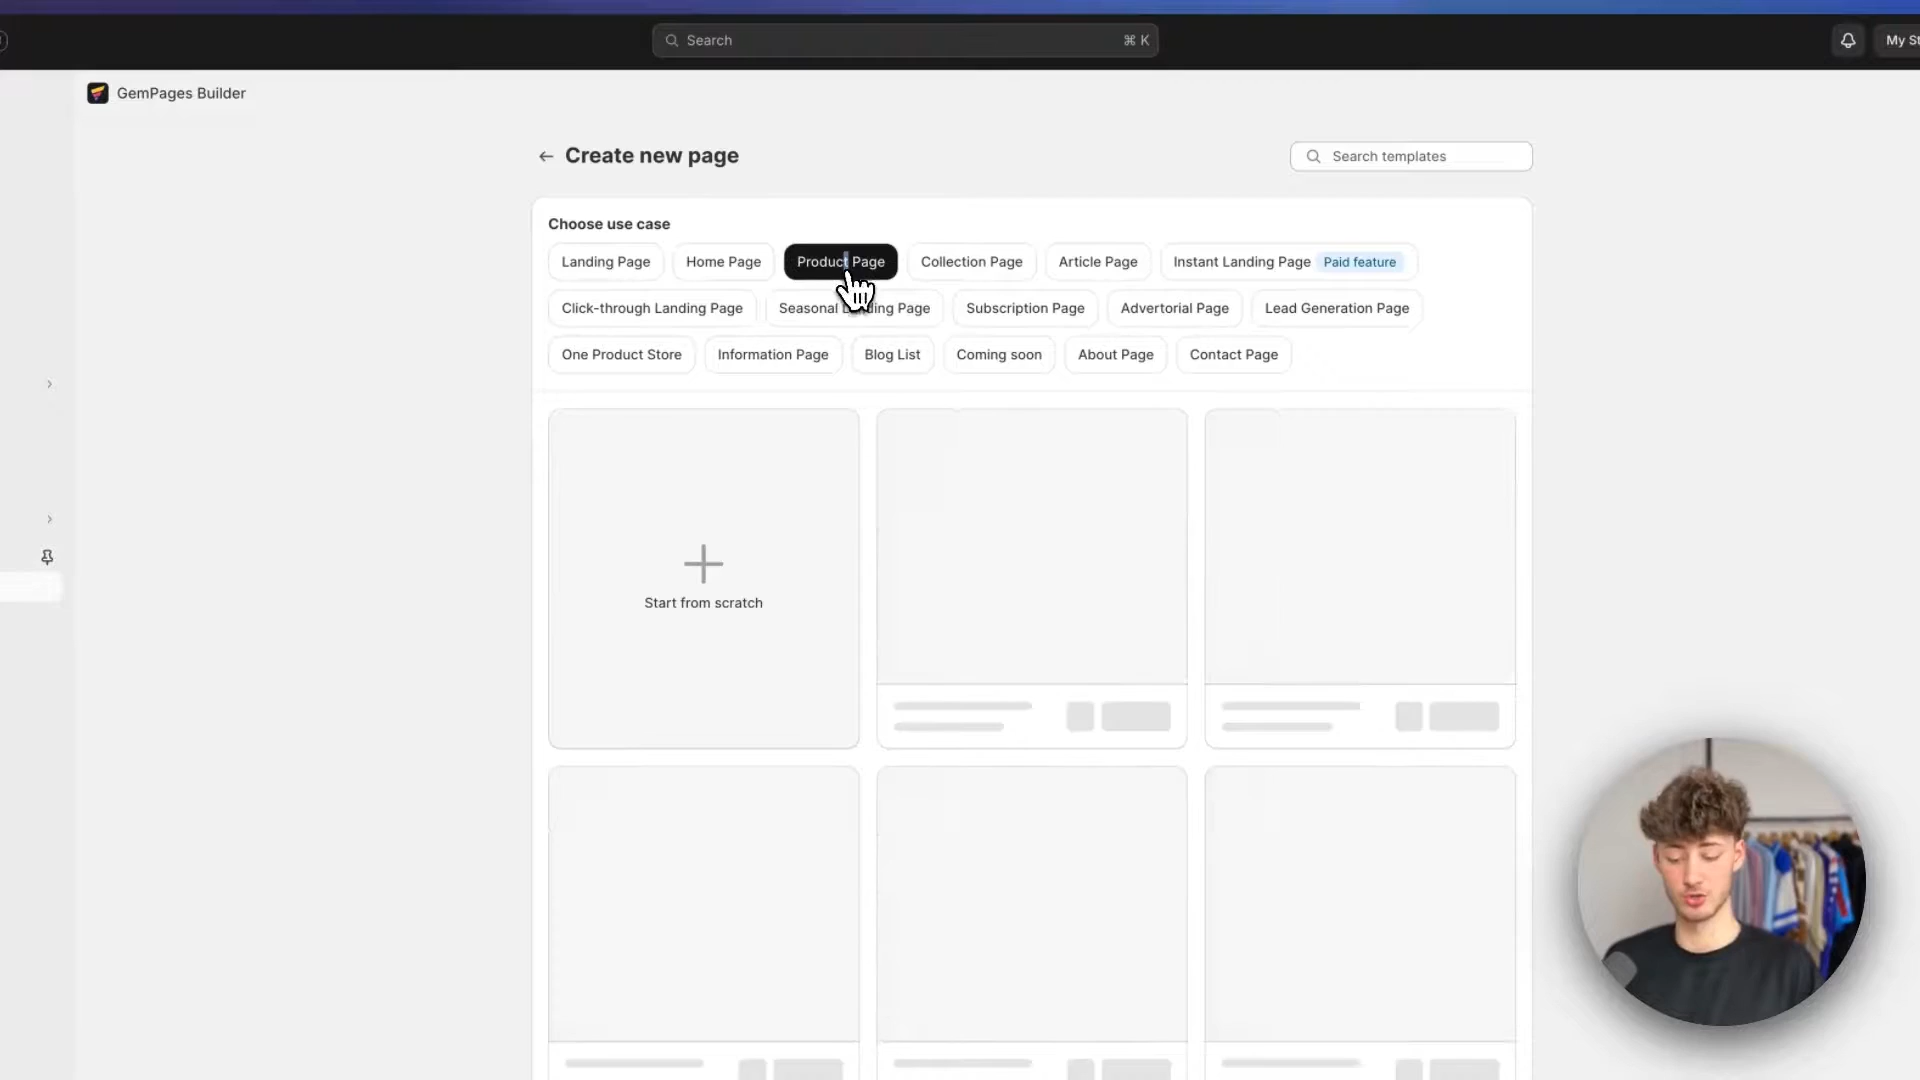 Search ⌘ K
My St
GemPages Builder
Create new page
Search templates
Choose use case
Landing Page Home Page Product Page Collection Page Article Page Instant Landing Page Paid feature
Click-through Landing Page Seasonal Landing Page Subscription Page Advertorial Page Lead Generation Page
One Product Store Information Page Blog List Coming soon About Page Contact Page
Start from scratch